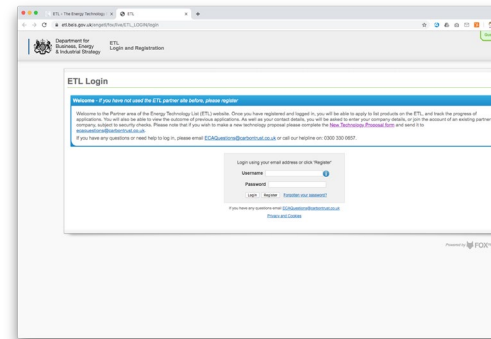 ETL - The Energy Technology
ETL
etl.beis.gov.uk/engetl/fox/live/ETL_LOGIN/login
Department for
Business, Energy
& Industrial Strategy
ETL
Login and Registration
ETL Login
Welcome - If you have not used the ETL partner site before, please register
Welcome to the Partner area of the Energy Technology List (ETL) website. Once you have registered and logged in, you will be able to apply to list products on the ETL, and track the progress of
applications. You will also be able to view the outcome of previous applications. As well as your contact details, you will be asked to enter your company details, or join the account of an existing partner
company, subject to security checks. Please note that if you wish to make a new technology proposal please complete the New Technology Proposal form and send it to
ecaquestions@carbontrust.co.uk.
If you have any questions or need help to log in, please email ECAQuestions@carbontrust.co.uk or call our helpline on: 0300 330 0657.
Login using your email address or click 'Register'
Username
Password
Log in Register Forgotten your password?
If you have any questions email ECAQuestions@carbontrust.co.uk
Privacy and Cookies
Powered by FOX